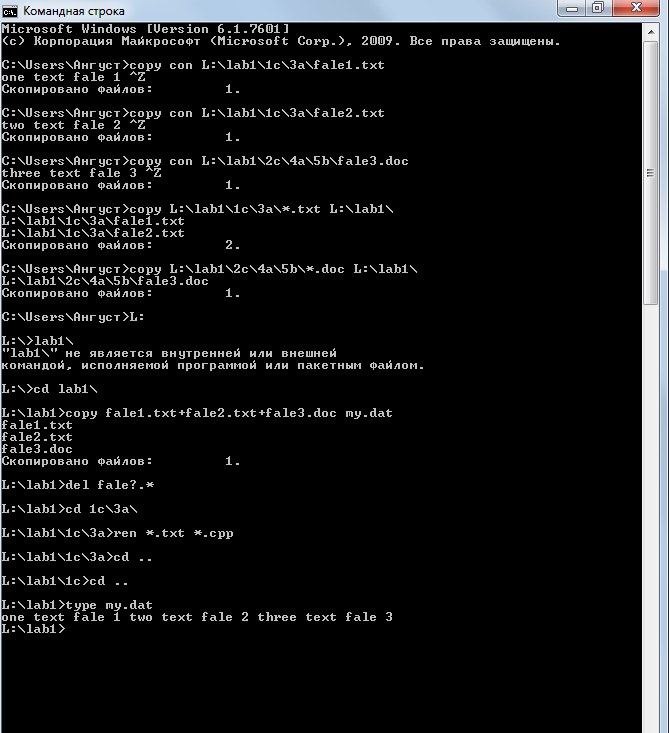 Командная строка
Microsoft Windows [Version 6.1.7601]
(c) Корпорация Майкрософт (Microsoft Corp.), 2009. Все права защищены.
C:\Users\Ангуст>copy con L:\lab1\1c\3a\fale1.txt
one text fale 1 ^Z
Скопировано файлов:         1.
C:\Users\Ангуст>copy con L:\lab1\1c\3a\fale2.txt
two text fale 2 ^Z
Скопировано файлов:         1.
C:\Users\Ангуст>copy con L:\lab1\2c\4a\5b\fale3.doc
three text fale 3 ^Z
Скопировано файлов:         1.
C:\Users\Ангуст>copy L:\lab1\1c\3a\*.txt L:\lab1\
L:\lab1\1c\3a\fale1.txt
L:\lab1\1c\3a\fale2.txt
Скопировано файлов:         2.
C:\Users\Ангуст>copy L:\lab1\2c\4a\5b\*.doc L:\lab1\
L:\lab1\2c\4a\5b\fale3.doc
Скопировано файлов:         1.
C:\Users\Ангуст>L:
L:\>lab1\
"lab1\" не является внутренней или внешней
командой, исполняемой программой или пакетным файлом.
L:\>cd lab1\
L:\lab1>copy fale1.txt+fale2.txt+fale3.doc my.dat
fale1.txt
fale2.txt
fale3.doc
Скопировано файлов:         1.
L:\lab1>del fale?.*
L:\lab1>cd 1c\3a\
L:\lab1\1c\3a>ren *.txt *.cpp
L:\lab1\1c\3a>cd ..
L:\lab1\1c>cd ..
L:\lab1>type my.dat
one text fale 1 two text fale 2 three text fale 3
L:\lab1>